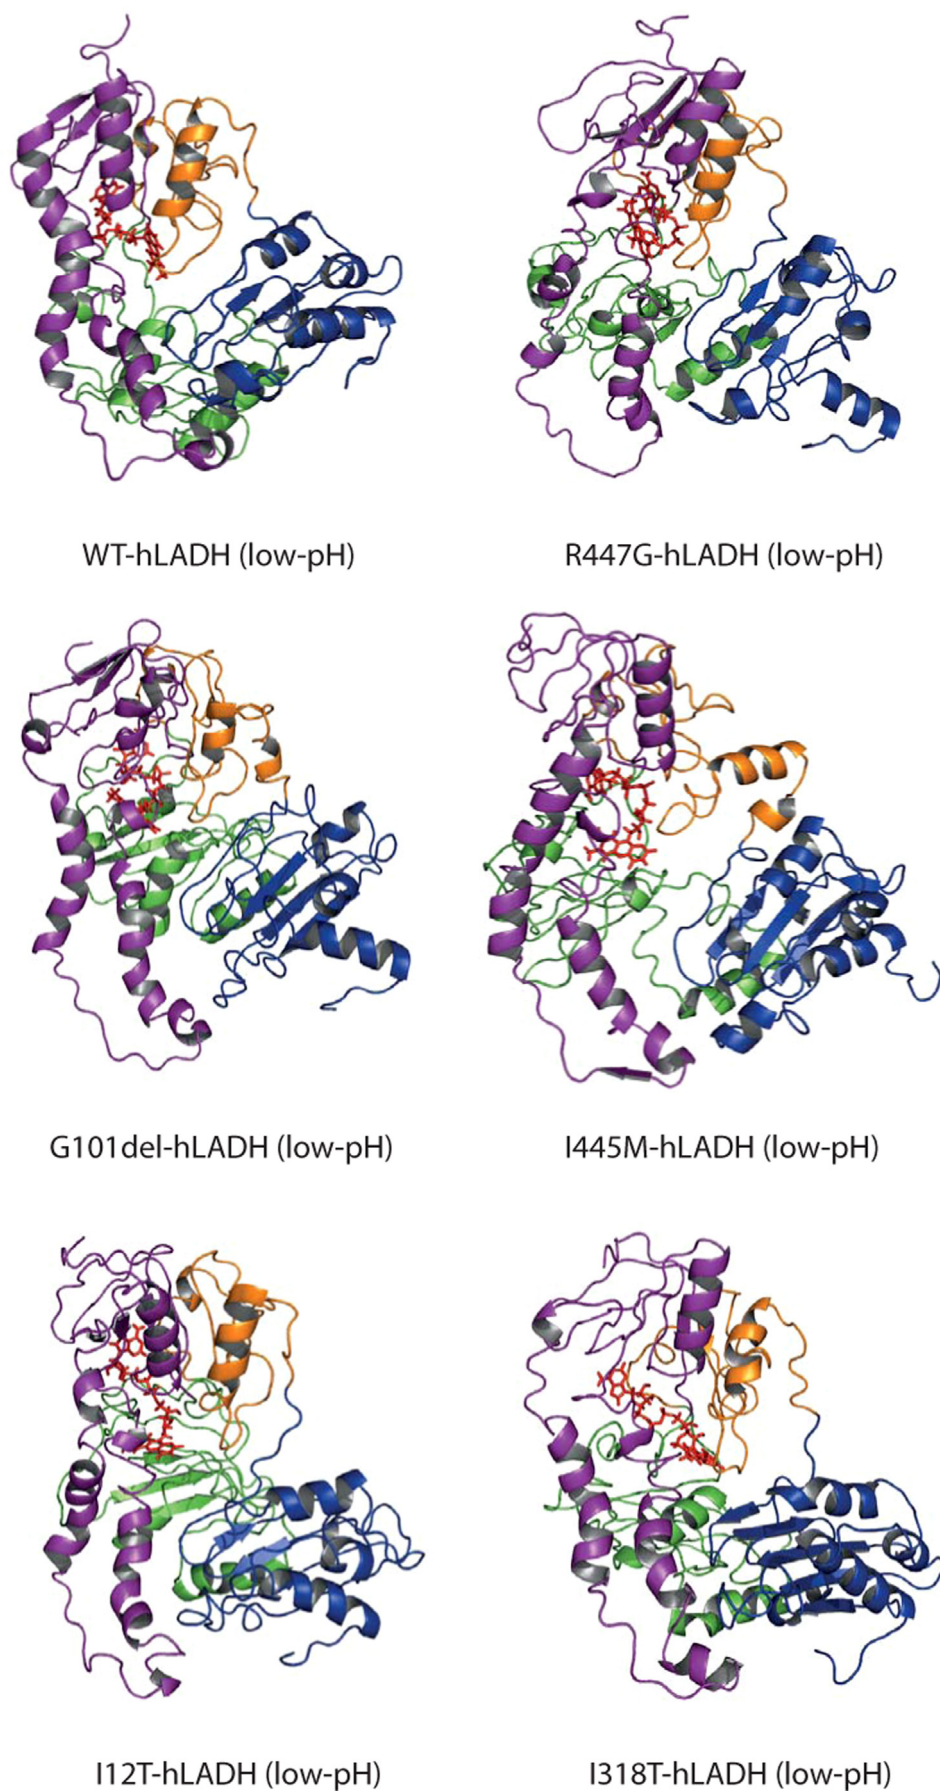 WT-hLADH (low-pH)
R447G-hLADH (low-pH)
G101del-hLADH (low-pH)
I445M-hLADH (low-pH)
I12T-hLADH (low-pH)
I318T-hLADH (low-pH)